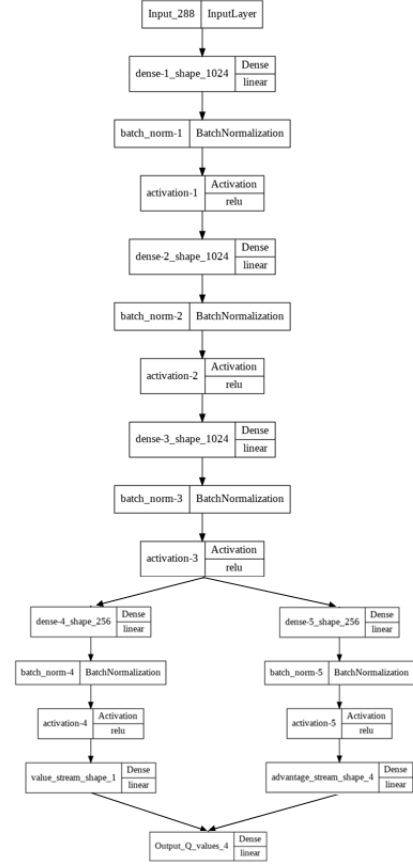 Input_288 InputLayer
dense-1_shape_1024 Dense
linear
batch_norm-1 BatchNormalization
activation-1 Activation
relu
dense-2_shape_1024 Dense
linear
batch_norm-2 BatchNormalization
activation-2 Activation
relu
dense-3_shape_1024 Dense
linear
batch_norm-3 BatchNormalization
activation-3 Activation
relu
dense-4_shape_256 Dense
linear
dense-5_shape_256 Dense
linear
batch_norm-4 BatchNormalization
batch_norm-5 BatchNormalization
activation-4 Activation
relu
activation-5 Activation
relu
value_stream_shape_1 Dense
linear
advantage_stream_shape_4 Dense
linear
Output_Q_values_4 Dense
linear